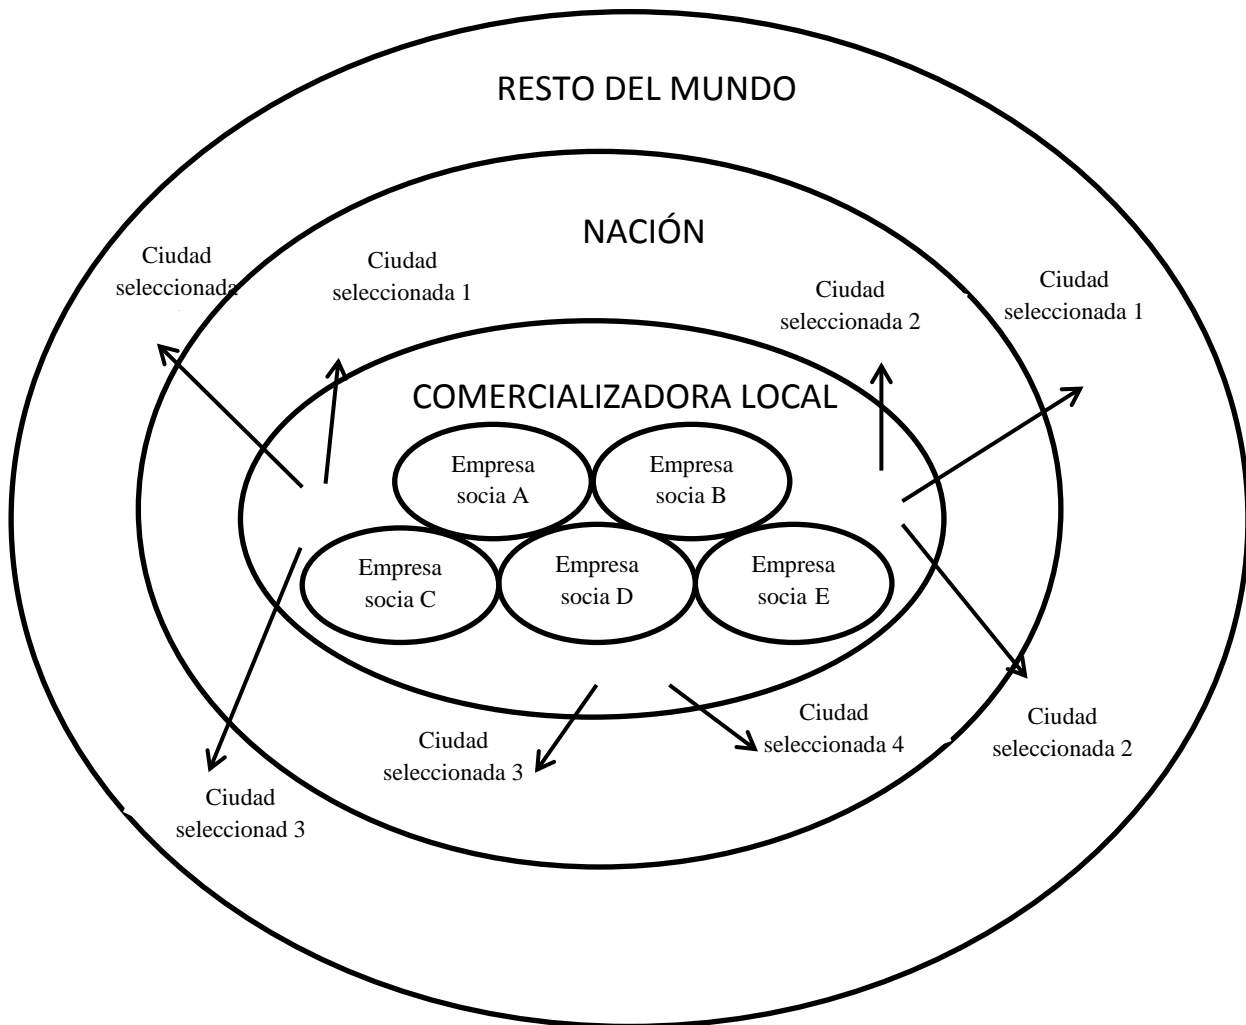 RESTO DEL MUNDO
NACIÓN
Ciudad
seleccionada
Ciudad
seleccionada 1
Ciudad
seleccionada 2
Ciudad
seleccionada 1
COMERCIALIZADORA LOCAL
Empresa
socia A
Empresa
socia B
Empresa
socia C
Empresa
socia D
Empresa
socia E
Ciudad
seleccionada 3
Ciudad
seleccionada 4
Ciudad
seleccionada 2
Ciudad
seleccionad 3